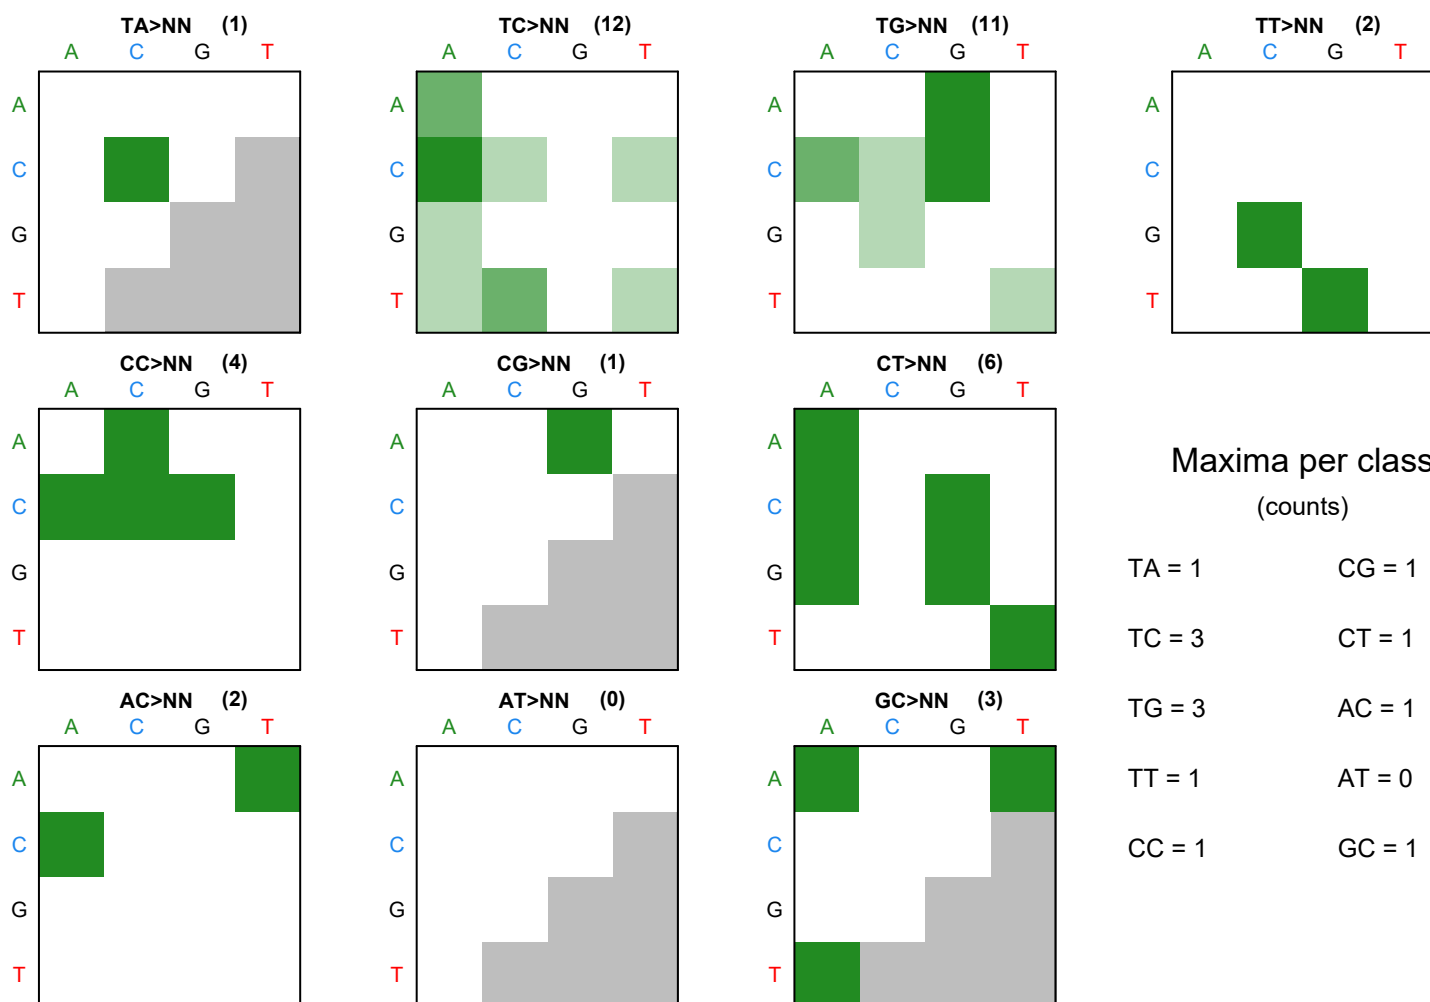 TA>NN (1) TC>NN (12) TG>NN (11) TT>NN (2)
A C G T A C G T A C G T A C G T
A A A A
C C C C
G G G G
T T T T
CC>NN (4) CG>NN (1) CT>NN (6)
A C G T A C G T A C G T
A A A
C C C
G G G
T T T
Maxima per class
(counts)
TA = 1 CG = 1
TC = 3 CT = 1
TG = 3 AC = 1
TT = 1 AT = 0
CC = 1 GC = 1
AC>NN (2) AT>NN (0) GC>NN (3)
A C G T A C G T A C G T
A A A
C C C
G G G
T T T